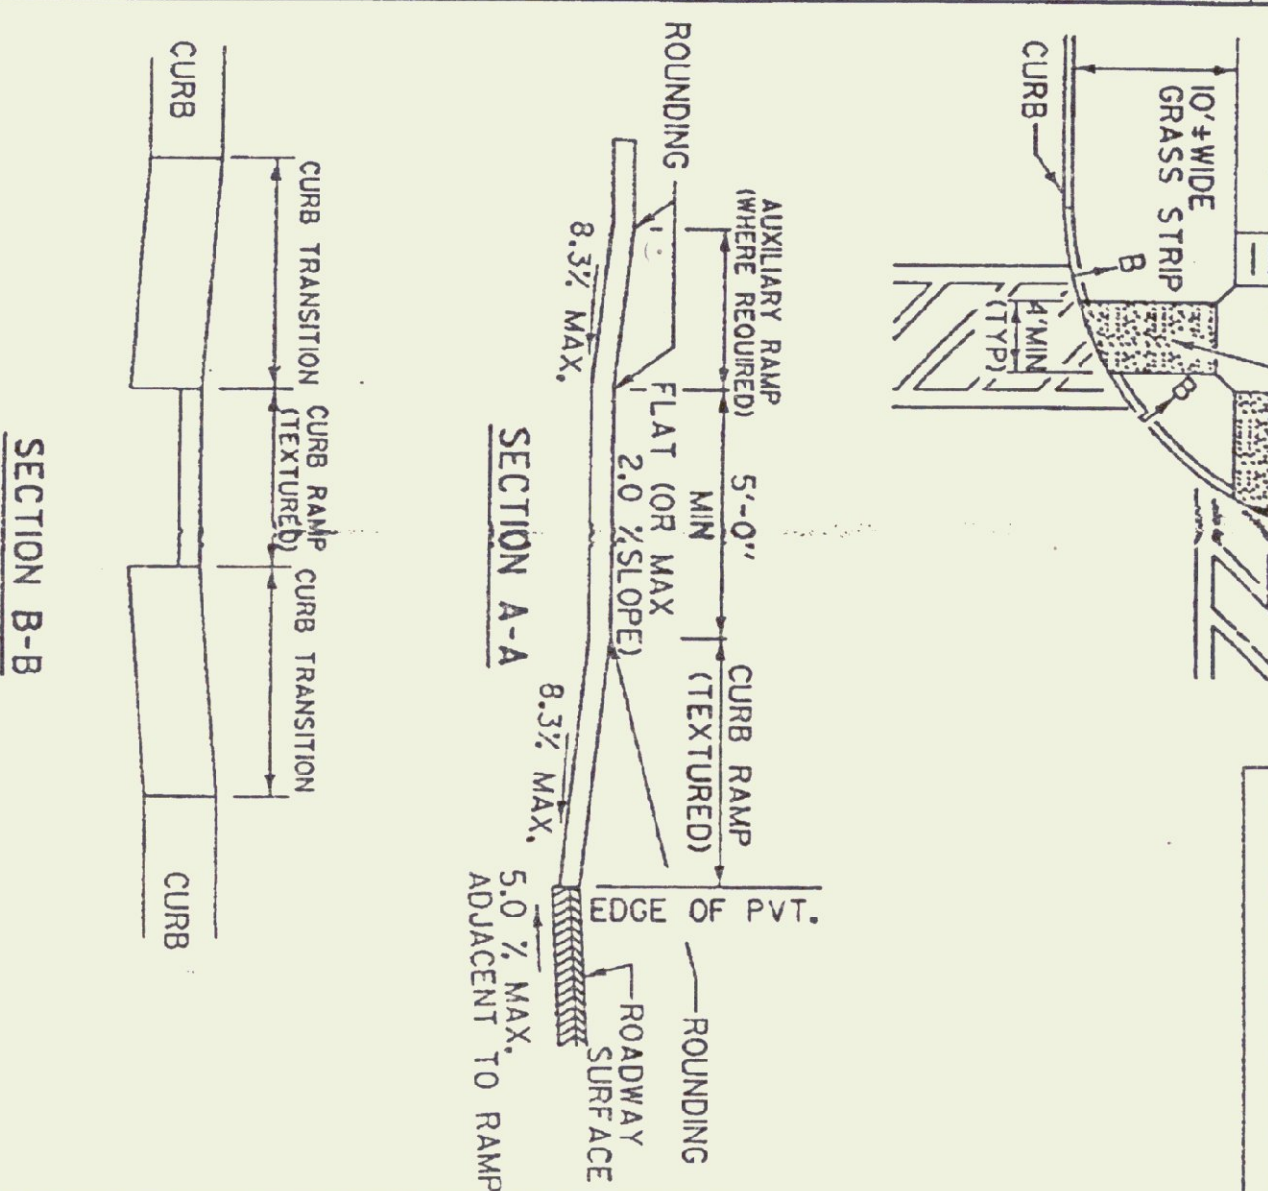 10'±WIDE
GRASS STRIP
CURB
B
4'MIN
(TYP)
B
ROUNDING
AUXILIARY RAMP
(WHERE REQUIRED)
5'-0"
MIN
CURB RAMP
(TEXTURED)
FLAT (OR MAX
2.0 % SLOPE)
8.3% MAX.
8.3% MAX.
EDGE OF PVT.
ROUNDING
ROADWAY
SURFACE
5.0 % MAX.
ADJACENT TO RAMP
SECTION A-A
CURB
CURB TRANSITION
CURB RAMP
(TEXTURED)
CURB TRANSITION
CURB
SECTION B-B